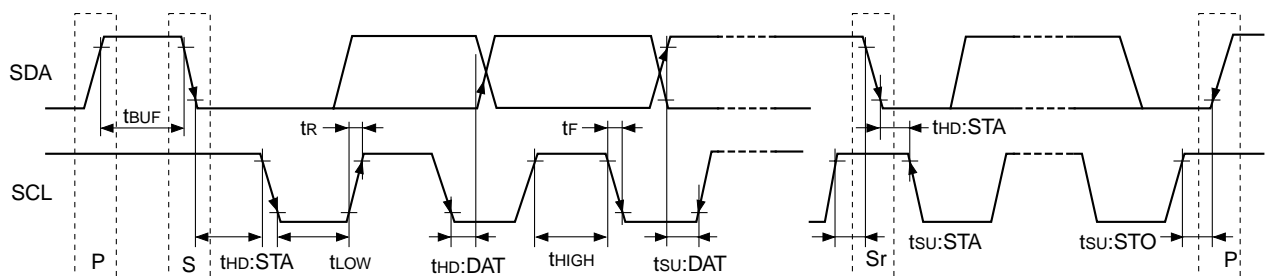 SDA
tBUF
tR
tF
tHD:STA
SCL
P
S
tHD:STA
tLOW
tHD:DAT
tHIGH
tSU:DAT
Sr
tSU:STA
tSU:STO
P